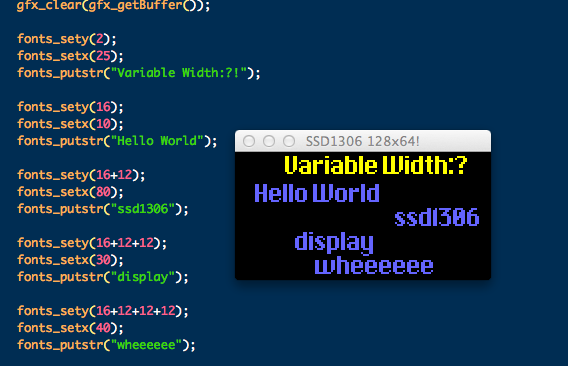 gfx_clear(gfx_getBuffer());
fonts_sety(2);
fonts_setx(25);
fonts_putstr("Variable Width:?!");
fonts_sety(16);
fonts_setx(10);
fonts_putstr("Hello World");
fonts_sety(16+12);
fonts_setx(80);
fonts_putstr("ssd1306");
fonts_sety(16+12+12);
fonts_setx(30);
fonts_putstr("display");
fonts_sety(16+12+12+12);
fonts_setx(40);
fonts_putstr("wheeeeee");
SSD1306 128x64!
Variable Width:?
Hello World
ssd1306
display
wheeeeee